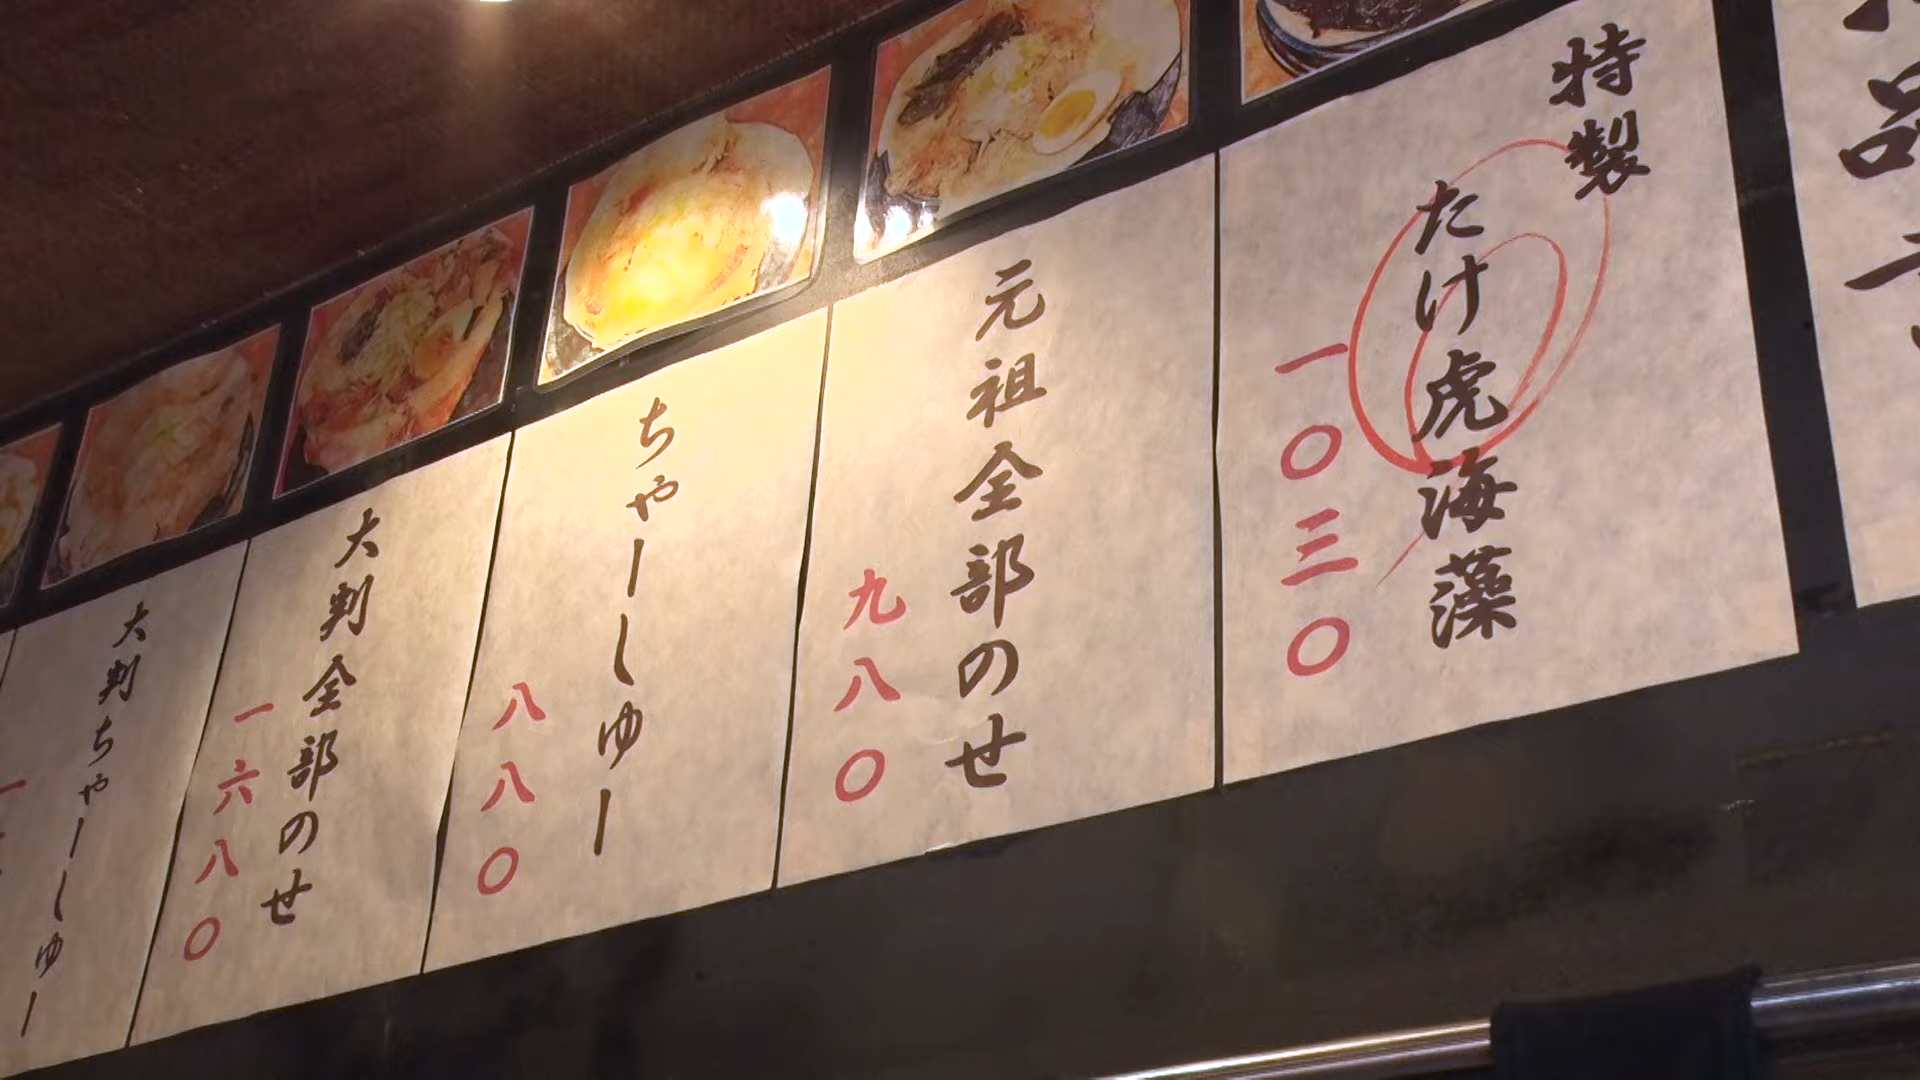 特製
たけ虎海藻
一〇三〇
元祖全部のせ
九八〇
ちゃーしゅー
八八〇
大判全部のせ
一六八〇
大判ちゃーしゅー